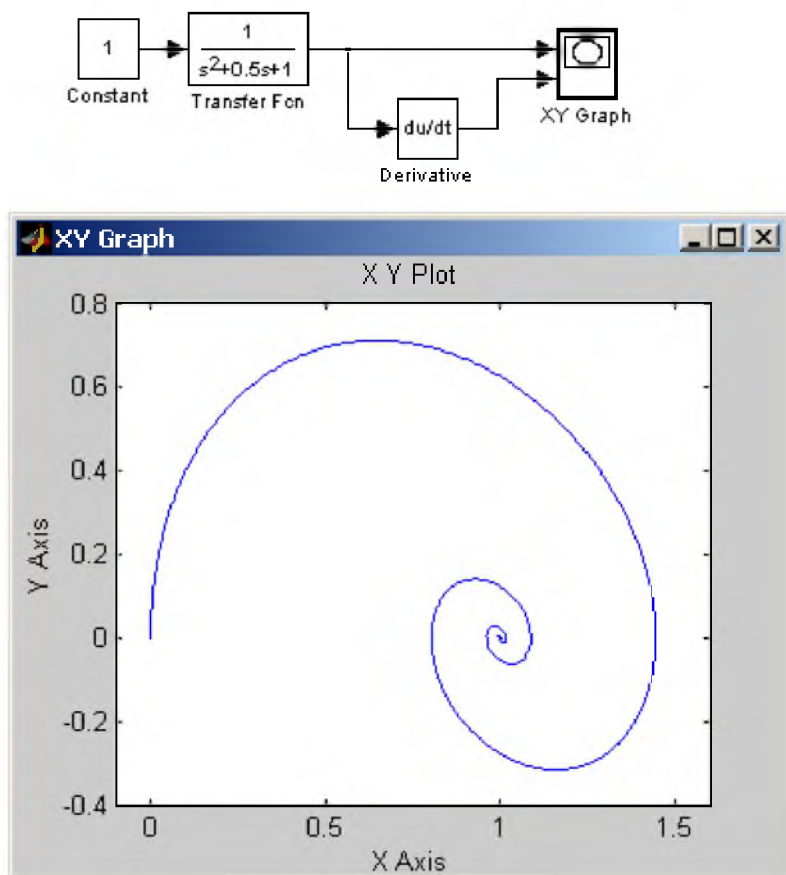 1
Constant
1
s²+0.5s+1
Transfer Fcn
du/dt
Derivative
XY Graph
XY Graph
X Y Plot
0.8
0.6
0.4
0.2
0
-0.2
-0.4
Y Axis
0
0.5
1
1.5
X Axis